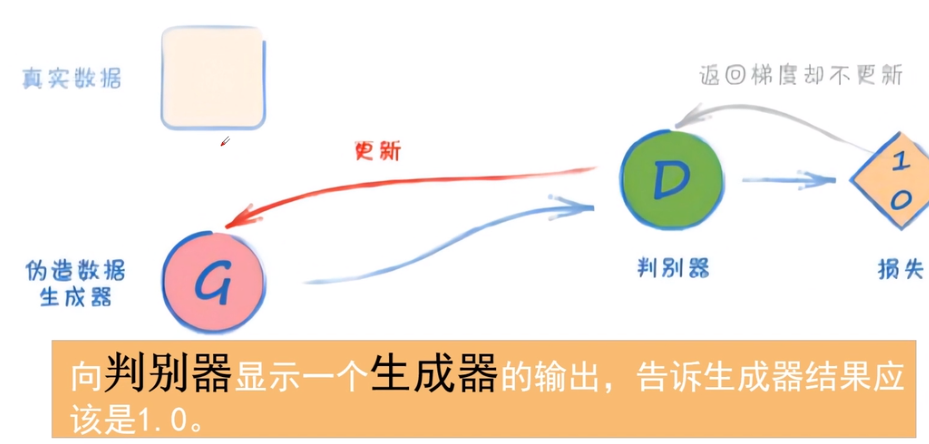 真实数据
返回梯度却不更新
更新
D
1
0
G
伪造数据
生成器
判别器
损失
向判别器显示一个生成器的输出，告诉生成器结果应
该是1.0。